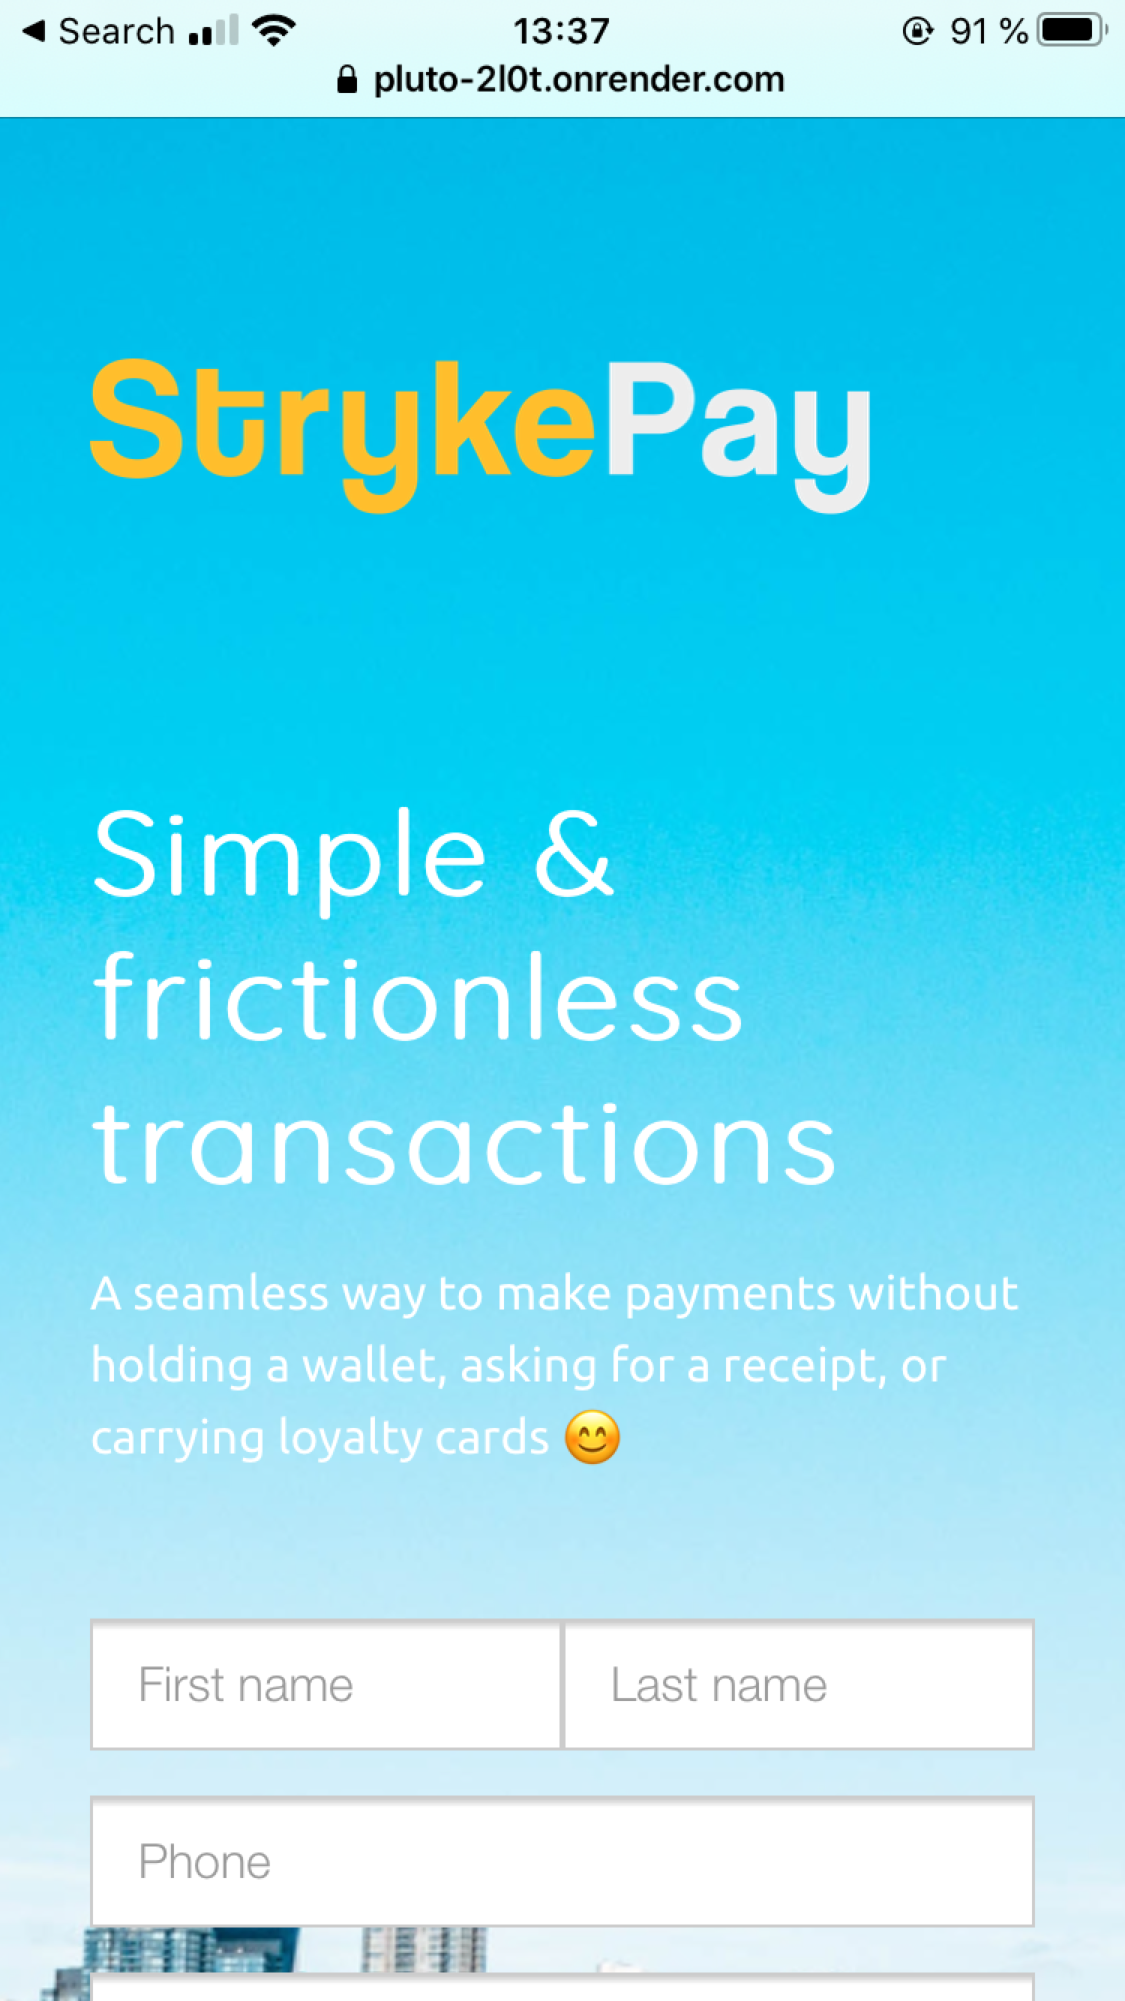 Search
13:37
91 %
pluto-2l0t.onrender.com
StrykePay
Simple &
frictionless
transactions
A seamless way to make payments without
holding a wallet, asking for a receipt, or
carrying loyalty cards 😊
First name
Last name
Phone